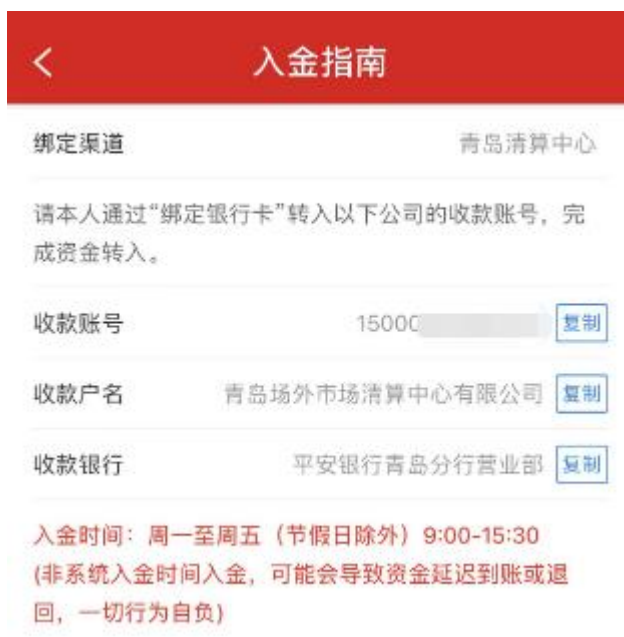 入金指南
绑定渠道 青岛清算中心
请本人通过“绑定银行卡”转入以下公司的收款账号，完
成资金转入。
收款账号 15000 复制
收款户名 青岛场外市场清算中心有限公司 复制
收款银行 平安银行青岛分行营业部 复制
入金时间：周一至周五（节假日除外）9:00-15:30
(非系统入金时间入金，可能会导致资金延迟到账或退
回，一切行为自负)